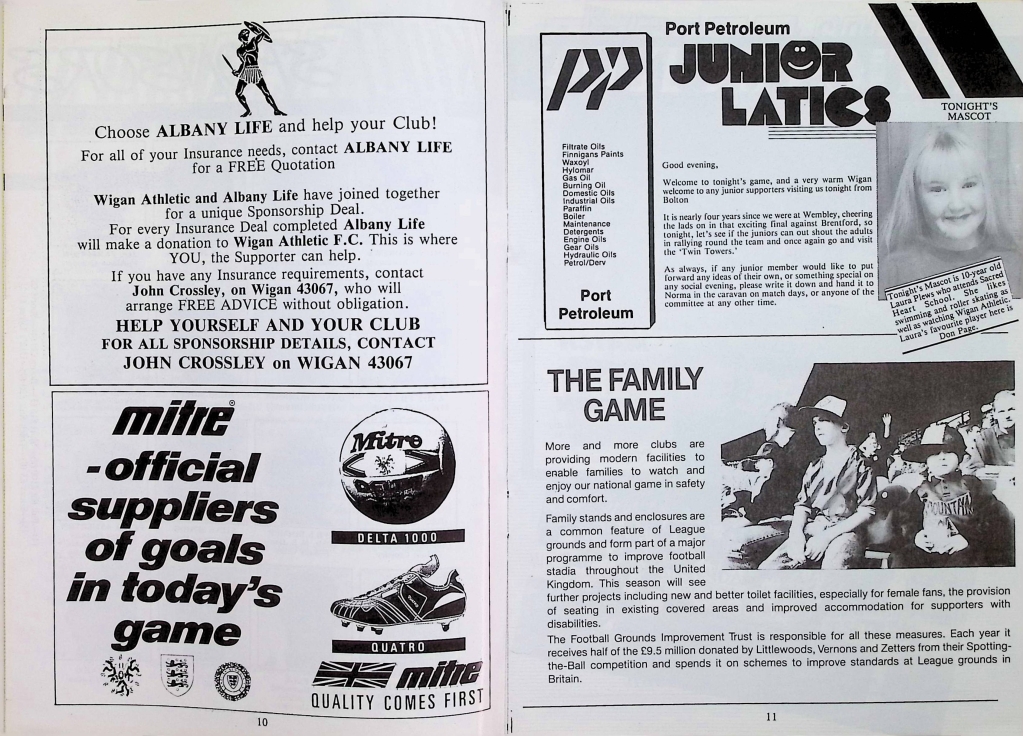 Choose ALBANY LIFE and help your Club!
For all of your Insurance needs, contact ALBANY LIFE
for a FREE Quotation
Wigan Athletic and Albany Life have joined together
for a unique Sponsorship Deal.
For every Insurance Deal completed Albany Life
will make a donation to Wigan Athletic F.C. This is where
YOU, the Supporter can help.
If you have any Insurance requirements, contact
John Crossley, on Wigan 43067, who will
arrange FREE ADVICE without obligation.
HELP YOURSELF AND YOUR CLUB
FOR ALL SPONSORSHIP DETAILS, CONTACT
JOHN CROSSLEY on WIGAN 43067
mitre®
-official
suppliers
of goals
in today's
game
Mitre
DELTA 1000
QUATRO
mitre
QUALITY COMES FIRST
10
PP
Filtrate Oils
Finnigans Paints
Waxoyl
Hylomar
Gas Oil
Burning Oil
Domestic Oils
Industrial Oils
Paraffin
Boiler
Maintenance
Detergents
Engine Oils
Gear Oils
Hydraulic Oils
Petrol/Derv
Port
Petroleum
Port Petroleum
JUNIOR
LATICS
Good evening,
Welcome to tonight's game, and a very warm Wigan
welcome to any junior supporters visiting us tonight from
Bolton
It is nearly four years since we were at Wembley, cheering
the lads on in that exciting final against Brentford, so
tonight, let's see if the juniors can out shout the adults
in rallying round the team and once again go and visit
the 'Twin Towers.'
As always, if any junior member would like to put
forward any ideas of their own, or something special on
any social evening, please write it down and hand it to
Norma in the caravan on match days, or anyone of the
committee at any other time.
TONIGHT'S
MASCOT
Tonight's Mascot is 10-year old
Laura Plews who attends Sacred
Heart School. She likes
swimming and roller skating as
well as watching Wigan Athletic.
Laura's favourite player here is
Don Page.
THE FAMILY
GAME
More and more clubs are
providing modern facilities to
enable families to watch and
enjoy our national game in safety
and comfort.
Family stands and enclosures are
a common feature of League
grounds and form part of a major
programme to improve football
stadia throughout the United
Kingdom. This season will see
further projects including new and better toilet facilities, especially for female fans, the provision
of seating in existing covered areas and improved accommodation for supporters with
disabilities.
The Football Grounds Improvement Trust is responsible for all these measures. Each year it
receives half of the £9.5 million donated by Littlewoods, Vernons and Zetters from their Spotting-
the-Ball competition and spends it on schemes to improve standards at League grounds in
Britain.
MOUNTAIN
11